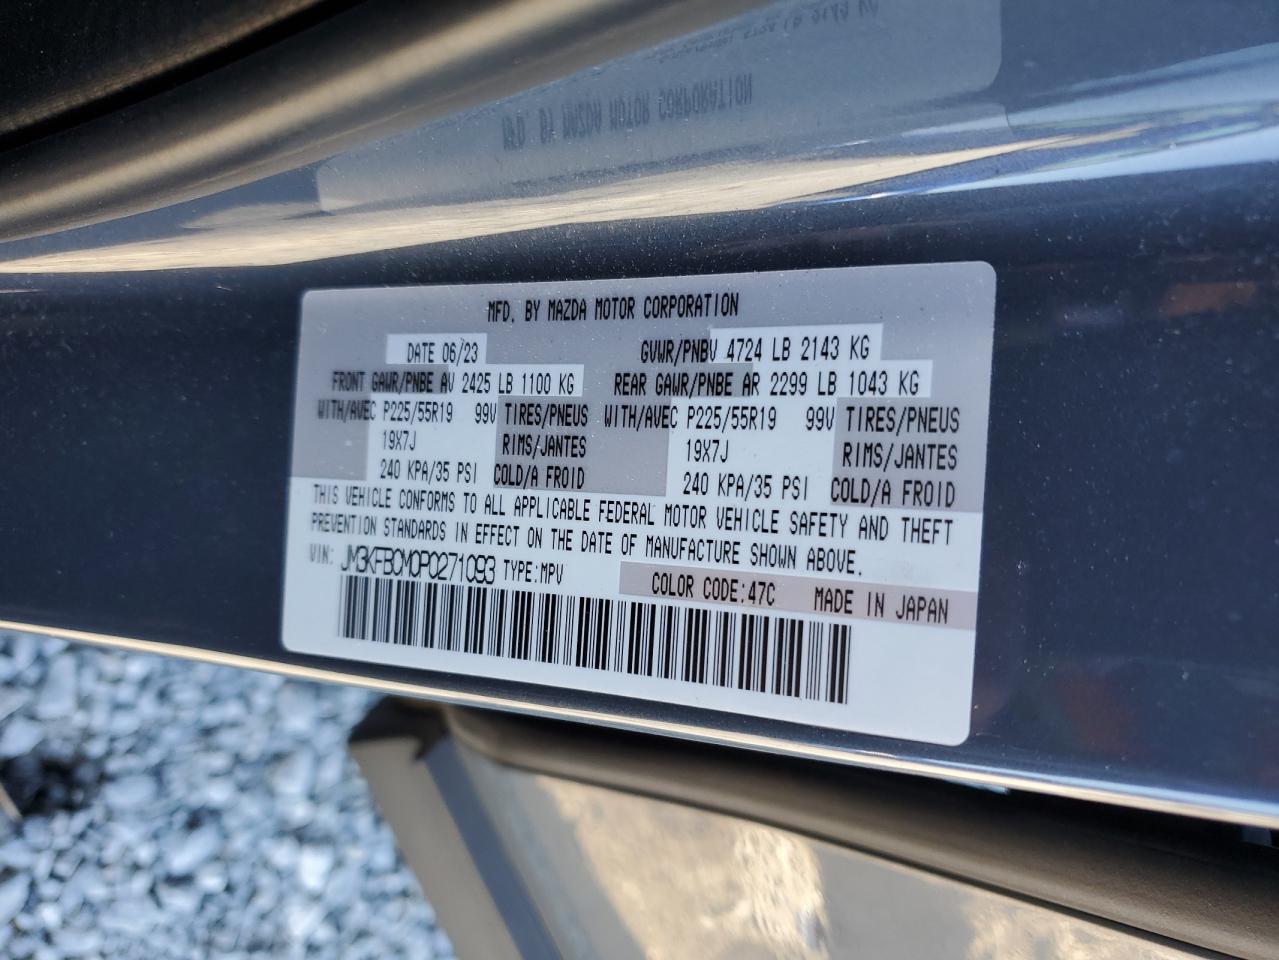 MFD. BY MAZDA MOTOR CORPORATION
DATE 06/23 GVWR/PNBV 4724 LB 2143 KG
FRONT GAWR/PNBE AV 2425 LB 1100 KG REAR GAWR/PNBE AR 2299 LB 1043 KG
WITH/AVEC P225/55R19 99V TIRES/PNEUS WITH/AVEC P225/55R19 99V TIRES/PNEUS
19X7J RIMS/JANTES 19X7J RIMS/JANTES
240 KPA/35 PSI COLD/A FROID 240 KPA/35 PSI COLD/A FROID
THIS VEHICLE CONFORMS TO ALL APPLICABLE FEDERAL MOTOR VEHICLE SAFETY AND THEFT
PREVENTION STANDARDS IN EFFECT ON THE DATE OF MANUFACTURE SHOWN ABOVE.
VIN: JM3KFBCM0P0271093 TYPE:MPV COLOR CODE:47C MADE IN JAPAN